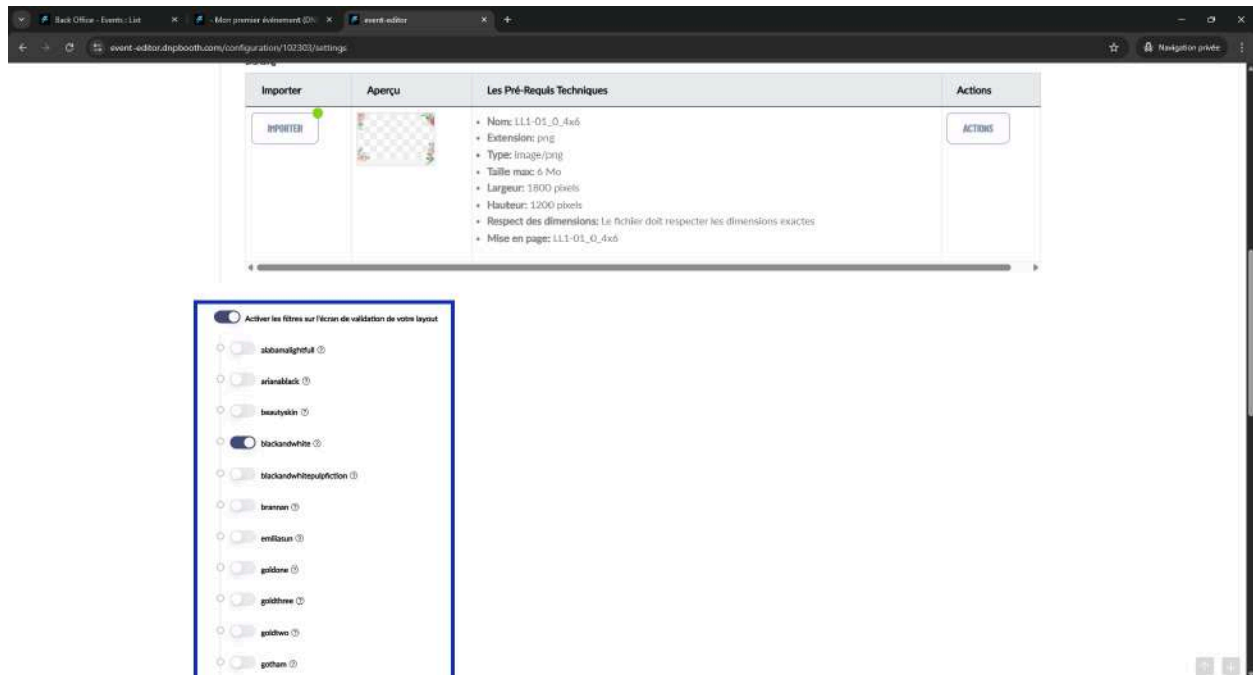 Back Office - Events : List
- Mon premier événement (DN
event-editor
event-editor.dnpbooth.com/configuration/102303/settings
Navigation privée
Importer
Aperçu
Les Pré-Requis Techniques
Actions
IMPORTER
• Nom: LL1-01_0_4x6
• Extension: png
• Type: image/png
• Taille max: 6 Mo
• Largeur: 1800 pixels
• Hauteur: 1200 pixels
• Respect des dimensions: Le fichier doit respecter les dimensions exactes
• Mise en page: LL1-01_0_4x6
ACTIONS
Activer les filtres sur l'écran de validation de votre layout
alabamalightfull
arianablack
beautyskin
blackandwhite
blackandwhitepulpfiction
brannan
emiliasun
goldone
goldthree
goldtwo
gotham